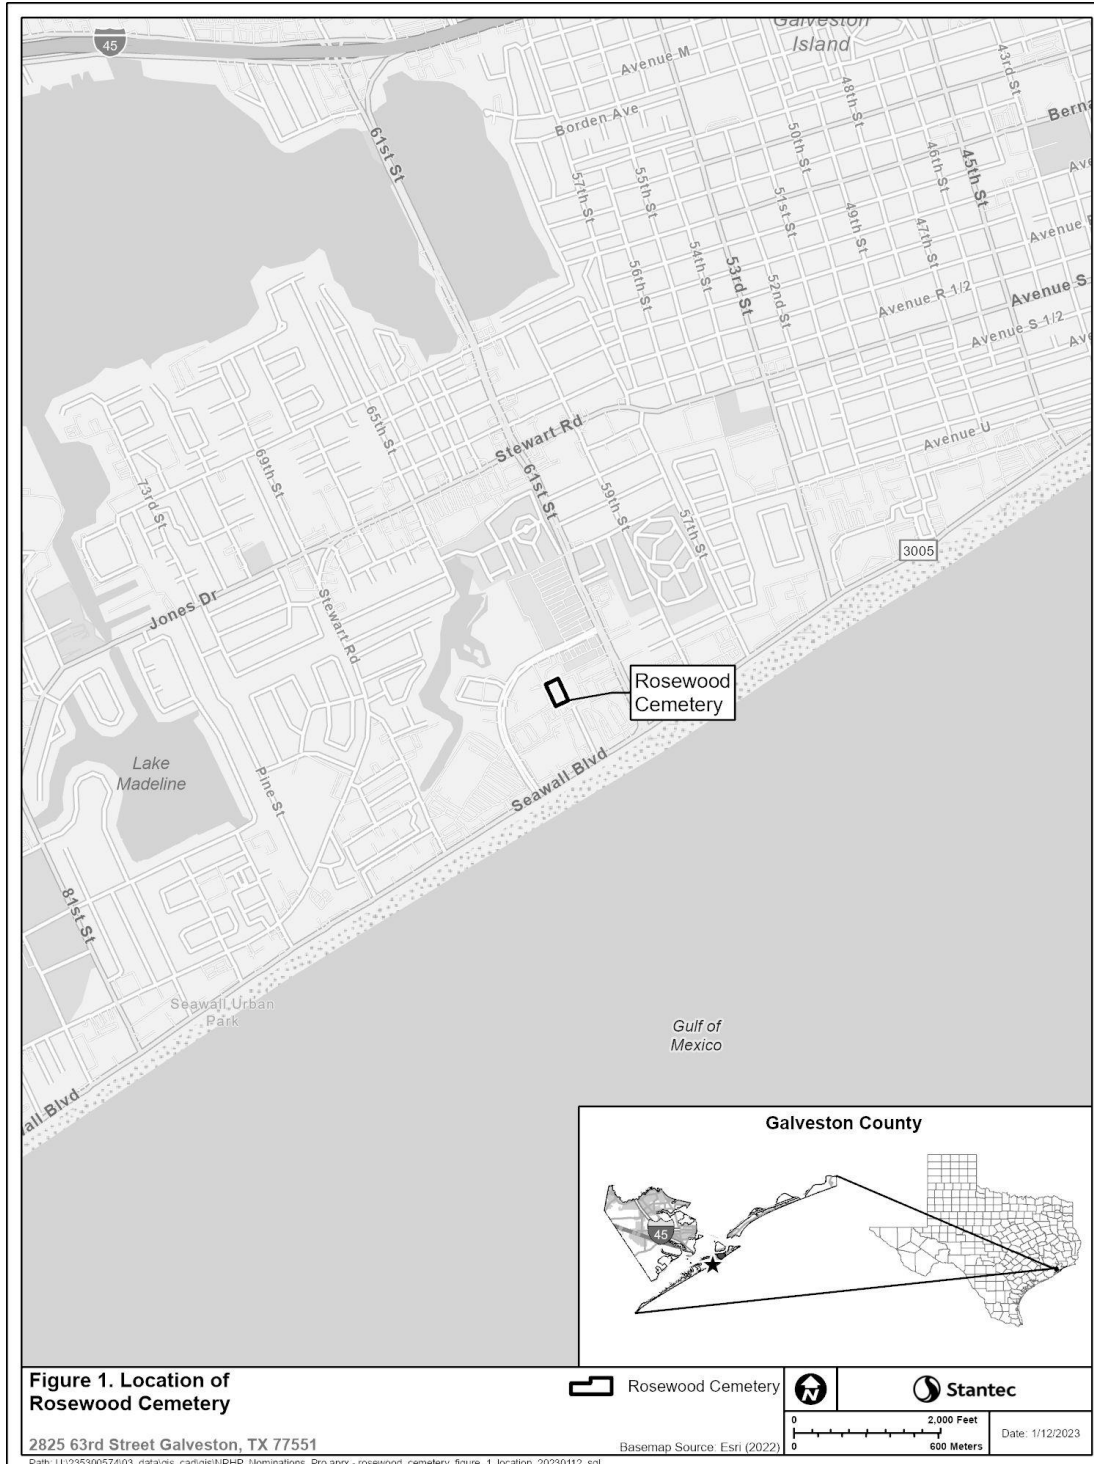 Galveston
Island
45
Avenue M
43rd St
48th St
Borden Ave
50th St
Berna
61st St
46th St
45th St
Ave
57th St
55th St
51st St
49th St
47th St
Avenue
56th St
54th St
53rd St
52nd St
Avenue R 1/2
Avenue S
Avenue S 1/2
Ave
65th St
Stewart Rd
Avenue U
69th St
73rd St
61st St
59th St
57th St
3005
Jones Dr
Stewart Rd
Rosewood
Cemetery
Lake
Madeline
Pine St
Seawall Blvd
81st St
Seawall Urban
Park
Gulf of
Mexico
wall Blvd
Galveston County
45
Figure 1. Location of
Rosewood Cemetery
2825 63rd Street Galveston, TX 77551
Rosewood Cemetery
Basemap Source: Esri (2022)
N
Stantec
0 2,000 Feet
0 600 Meters
Date: 1/12/2023